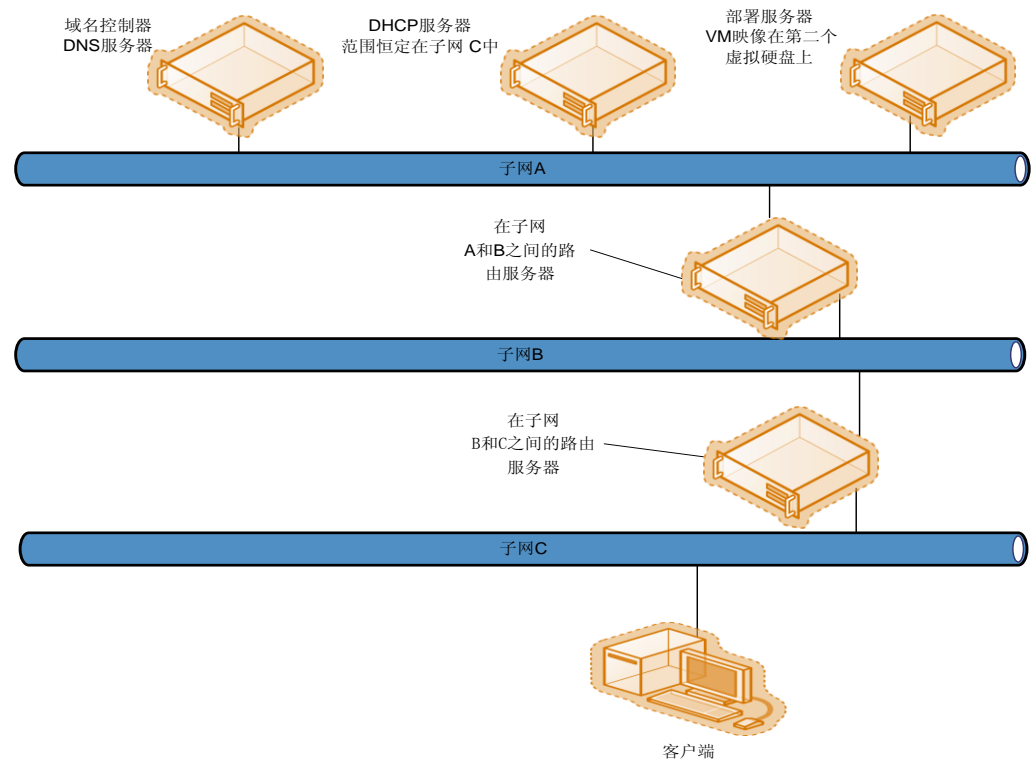 域名控制器
DNS服务器
DHCP服务器
范围恒定在子网 C中
部署服务器
VM映像在第二个
虚拟硬盘上
子网A
在子网
A和B之间的路
由服务器
子网B
在子网
B和C之间的路由
服务器
子网C
客户端